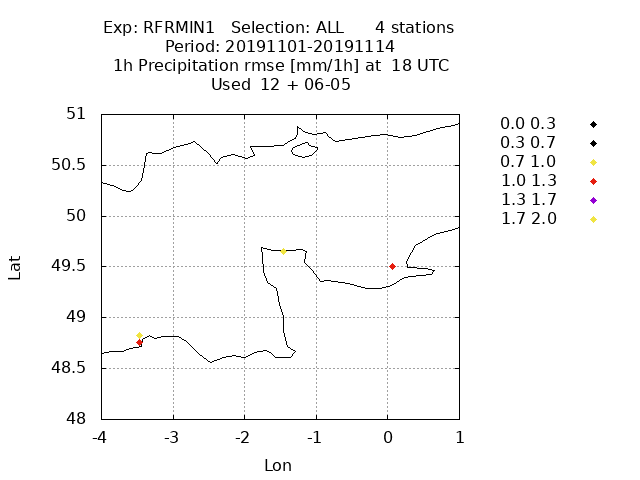 Exp: RFRMIN1 Selection: ALL 4 stations
Period: 20191101-20191114
1h Precipitation rmse [mm/1h] at 18 UTC
Used 12 + 06-05
51
50.5
50
49.5
49
48.5
48
Lat
-4 -3 -2 -1 0 1
Lon
0.0 0.3
0.3 0.7
0.7 1.0
1.0 1.3
1.3 1.7
1.7 2.0